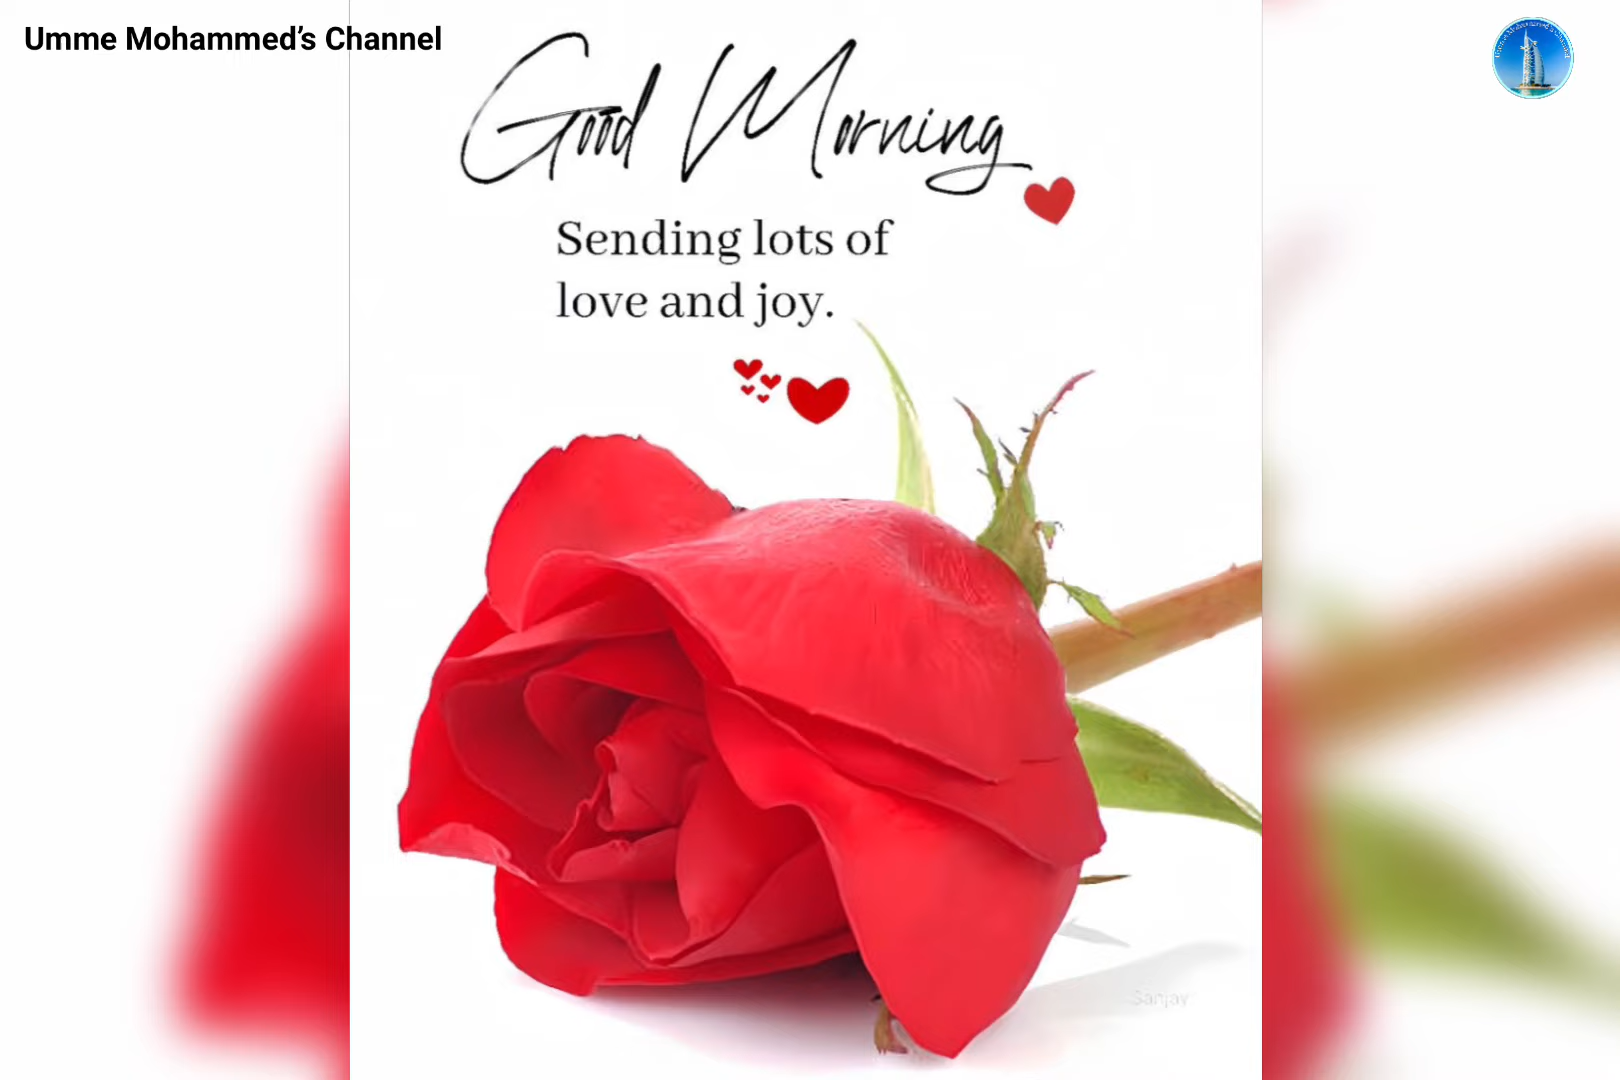 Umme Mohammed’s Channel
Good Morning
Sending lots of
love and joy.
Sanjay